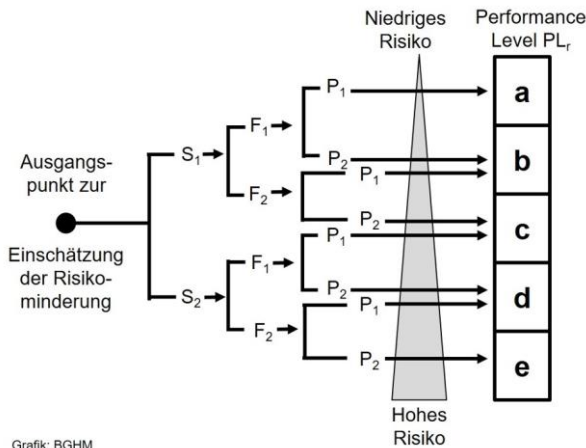 Niedriges
Risiko
Performance
Level PLr
P1
a
F1
S1
P2
b
P1
Ausgangs-
punkt zur
F2
P2
c
Einschätzung
der Risiko-
minderung
F1
P1
S2
P2
d
P1
F2
P2
e
Hohes
Risiko
Grafik: BGHM